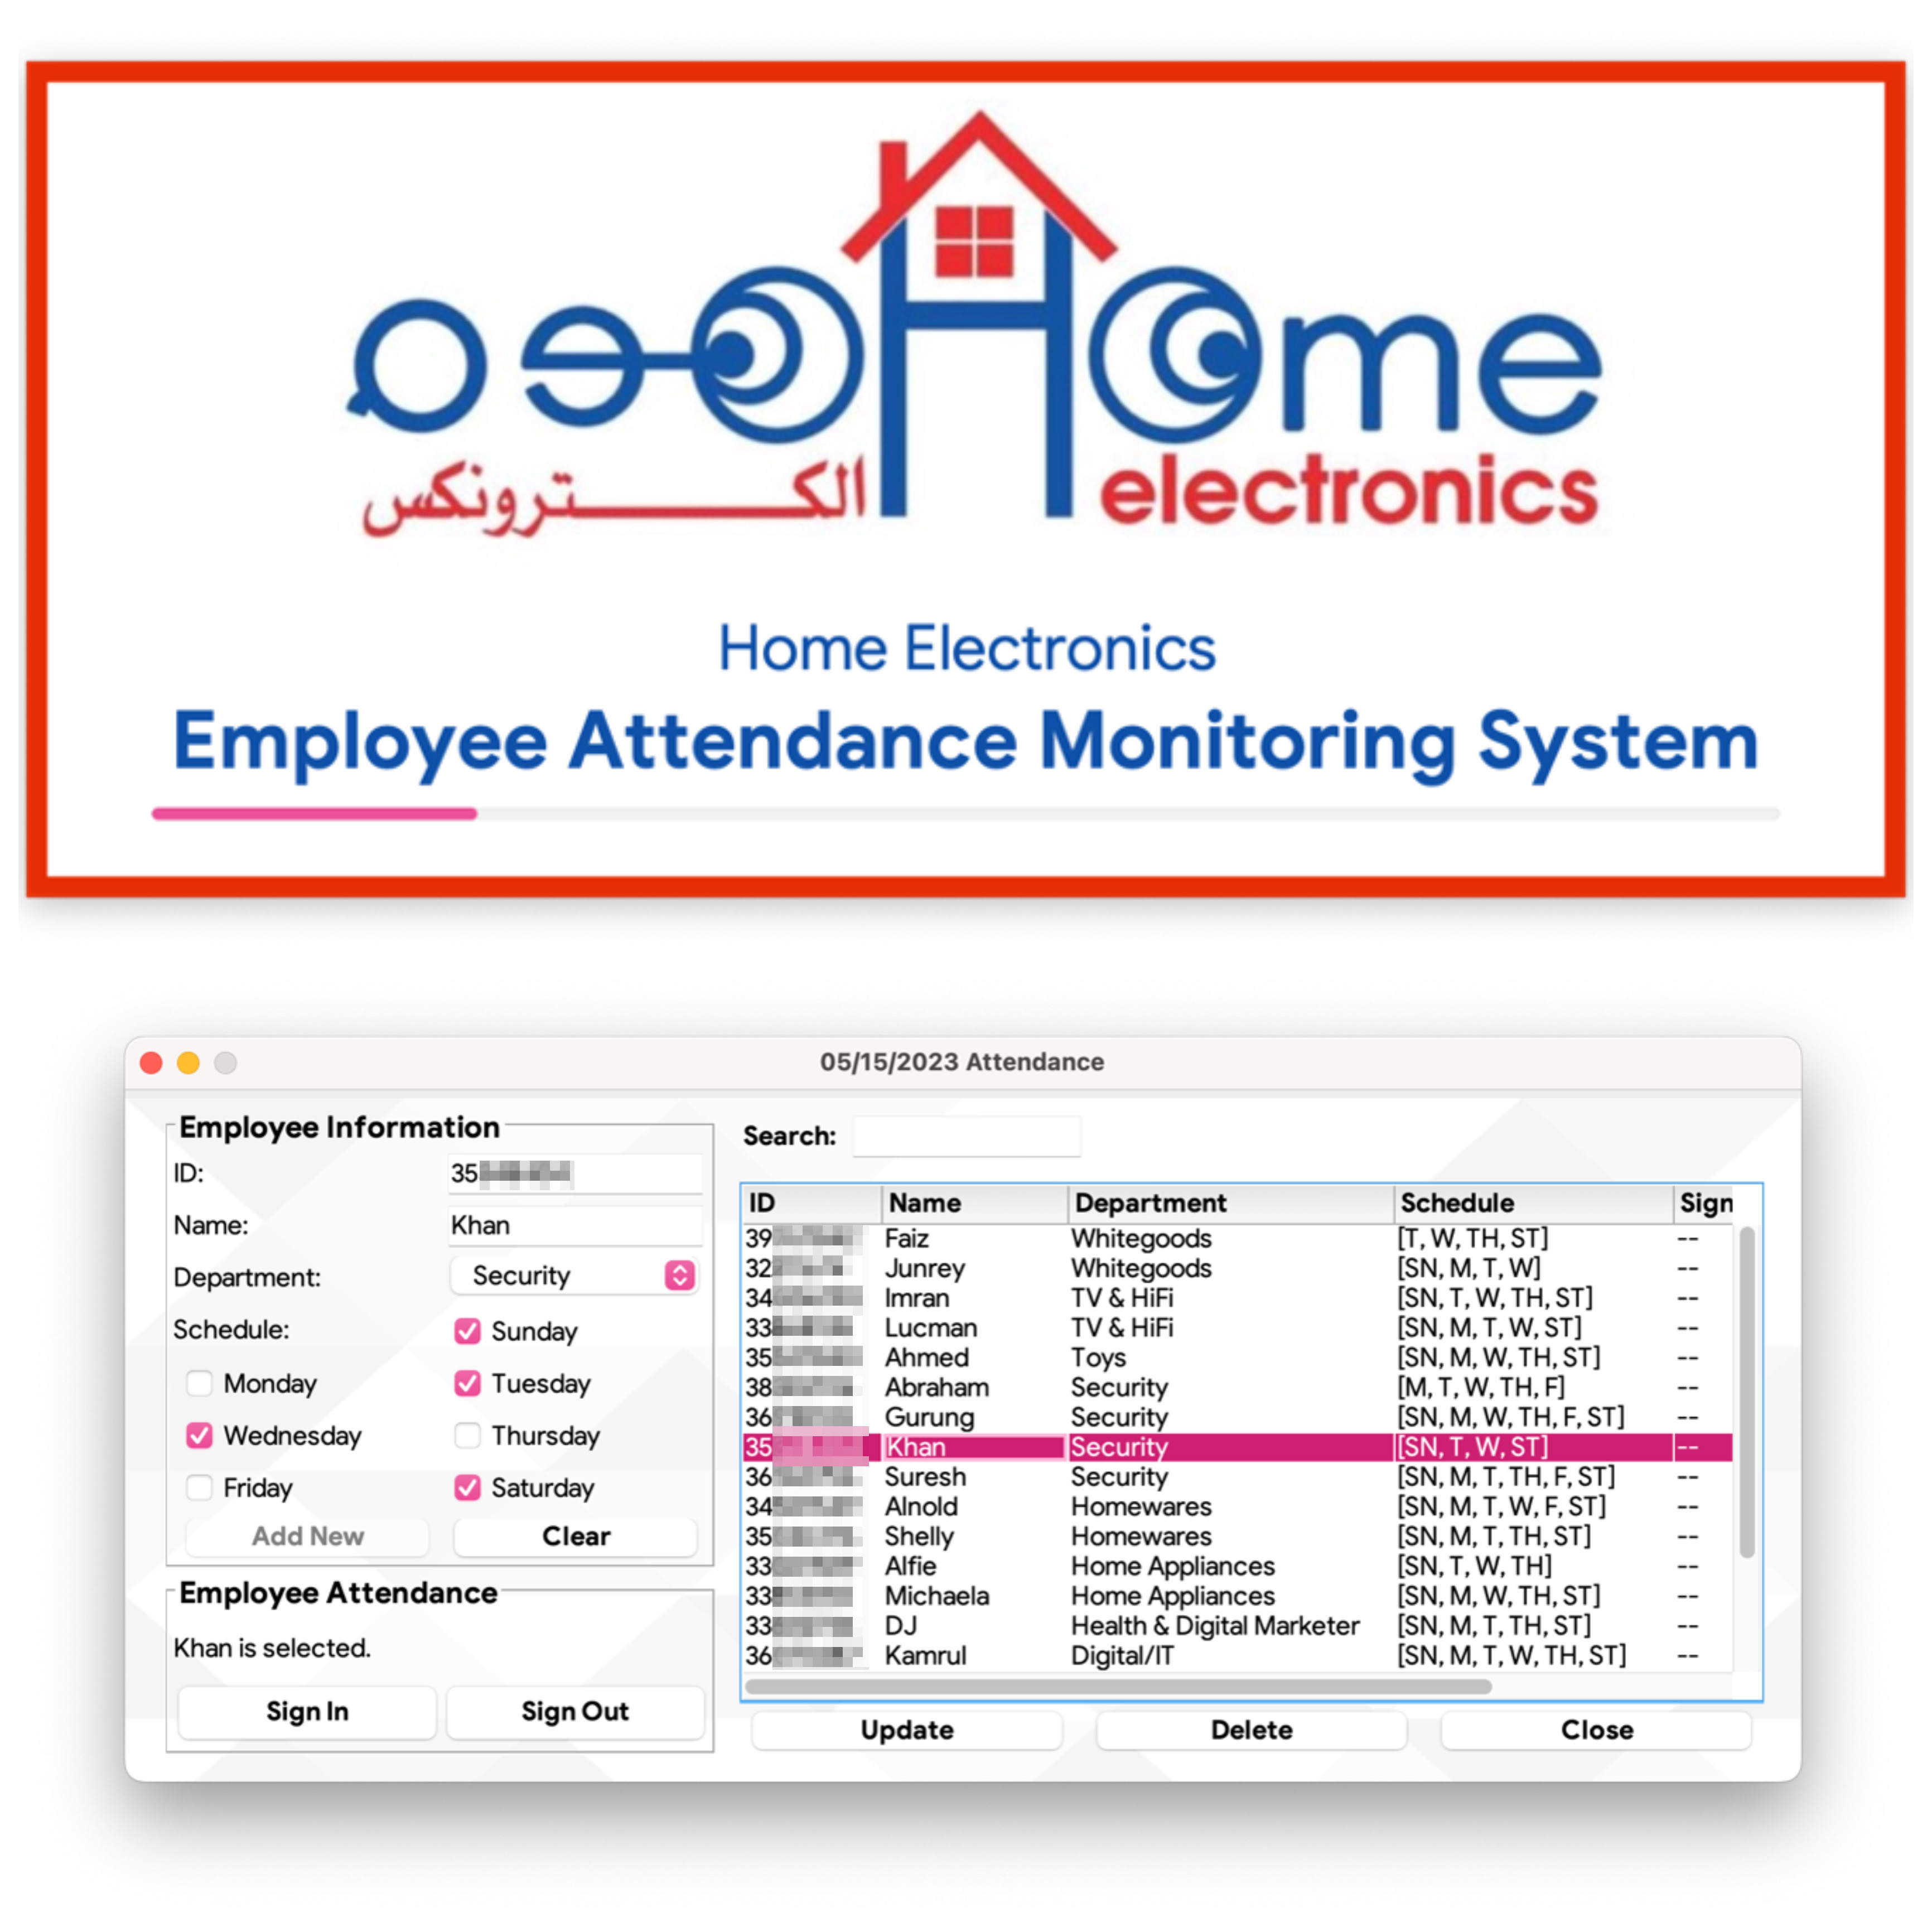 هوم Home
الكترونكس electronics
Home Electronics
Employee Attendance Monitoring System
05/15/2023 Attendance
Employee Information
ID: 35
Name: Khan
Department: Security
Schedule: Sunday
Monday Tuesday
Wednesday Thursday
Friday Saturday
Add New Clear
Employee Attendance
Khan is selected.
Sign In Sign Out
Search:
ID Name Department Schedule Sign
39 Faiz Whitegoods [T, W, TH, ST] --
32 Junrey Whitegoods [SN, M, T, W] --
34 Imran TV & HiFi [SN, T, W, TH, ST] --
33 Lucman TV & HiFi [SN, M, T, W, ST] --
35 Ahmed Toys [SN, M, W, TH, ST] --
38 Abraham Security [M, T, W, TH, F] --
36 Gurung Security [SN, M, W, TH, F, ST] --
35 Khan Security [SN, T, W, ST] --
36 Suresh Security [SN, M, T, TH, F, ST] --
34 Alnold Homewares [SN, M, T, W, F, ST] --
35 Shelly Homewares [SN, M, T, TH, ST] --
33 Alfie Home Appliances [SN, T, W, TH] --
33 Michaela Home Appliances [SN, M, W, TH, ST] --
33 DJ Health & Digital Marketer [SN, M, T, TH, ST] --
36 Kamrul Digital/IT [SN, M, T, W, TH, ST] --
Update Delete Close